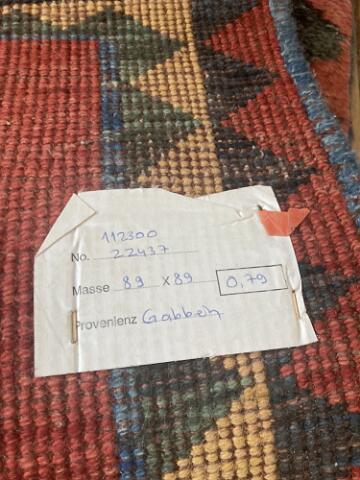 112300
No. 22437
Masse 89 x 89 0,79
Provenienz Gabbeh